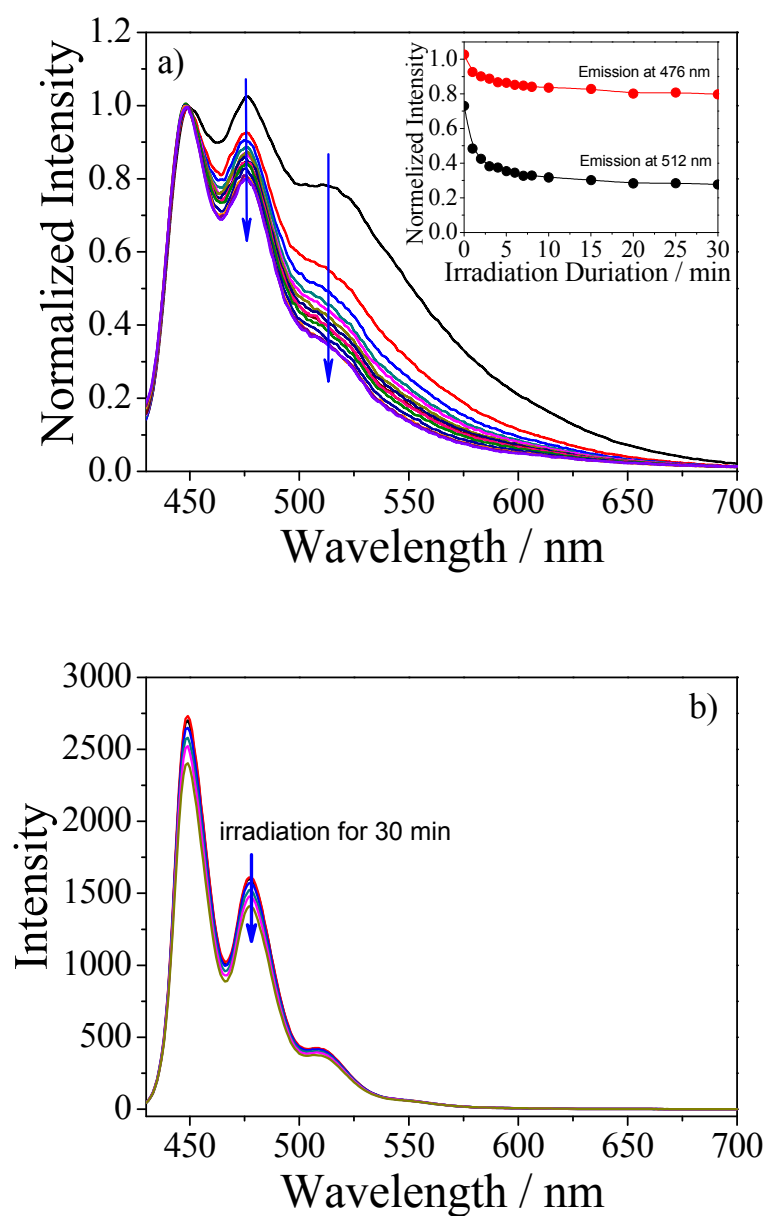 a)
Normalized Intensity
1.2
1.0
0.8
0.6
0.4
0.2
0.0
450 500 550 600 650 700
Wavelength / nm
Normelized Intensity
1.0
0.8
0.6
0.4
0.2
0.0
Emission at 476 nm
Emission at 512 nm
0 5 10 15 20 25 30
Irradiation Duriation / min
b)
Intensity
3000
2500
2000
1500
1000
500
0
irradiation for 30 min
450 500 550 600 650 700
Wavelength / nm